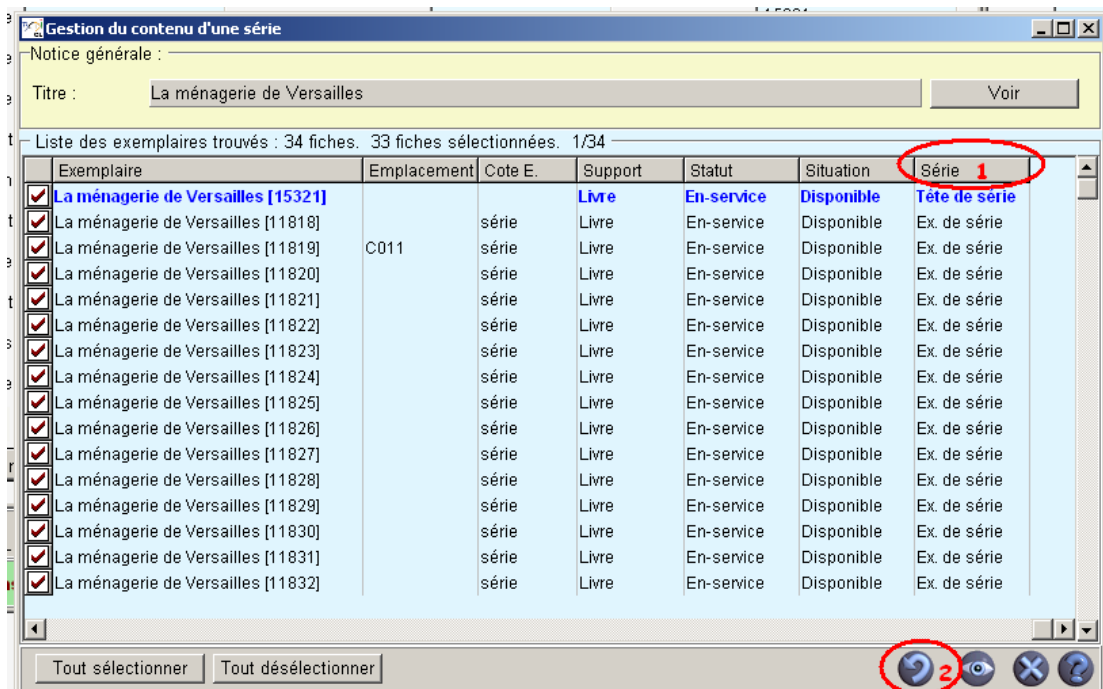 Gestion du contenu d'une série
Notice générale :
Titre : La ménagerie de Versailles Voir
Liste des exemplaires trouvés : 34 fiches. 33 fiches sélectionnées. 1/34
Exemplaire Emplacement Cote E. Support Statut Situation Série 1
La ménagerie de Versailles [15321] Livre En-service Disponible Tête de série
La ménagerie de Versailles [11818] série Livre En-service Disponible Ex. de série
La ménagerie de Versailles [11819] C011 série Livre En-service Disponible Ex. de série
La ménagerie de Versailles [11820] série Livre En-service Disponible Ex. de série
La ménagerie de Versailles [11821] série Livre En-service Disponible Ex. de série
La ménagerie de Versailles [11822] série Livre En-service Disponible Ex. de série
La ménagerie de Versailles [11823] série Livre En-service Disponible Ex. de série
La ménagerie de Versailles [11824] série Livre En-service Disponible Ex. de série
La ménagerie de Versailles [11825] série Livre En-service Disponible Ex. de série
La ménagerie de Versailles [11826] série Livre En-service Disponible Ex. de série
La ménagerie de Versailles [11827] série Livre En-service Disponible Ex. de série
La ménagerie de Versailles [11828] série Livre En-service Disponible Ex. de série
La ménagerie de Versailles [11829] série Livre En-service Disponible Ex. de série
La ménagerie de Versailles [11830] série Livre En-service Disponible Ex. de série
La ménagerie de Versailles [11831] série Livre En-service Disponible Ex. de série
La ménagerie de Versailles [11832] série Livre En-service Disponible Ex. de série
Tout sélectionner Tout désélectionner 2 ?